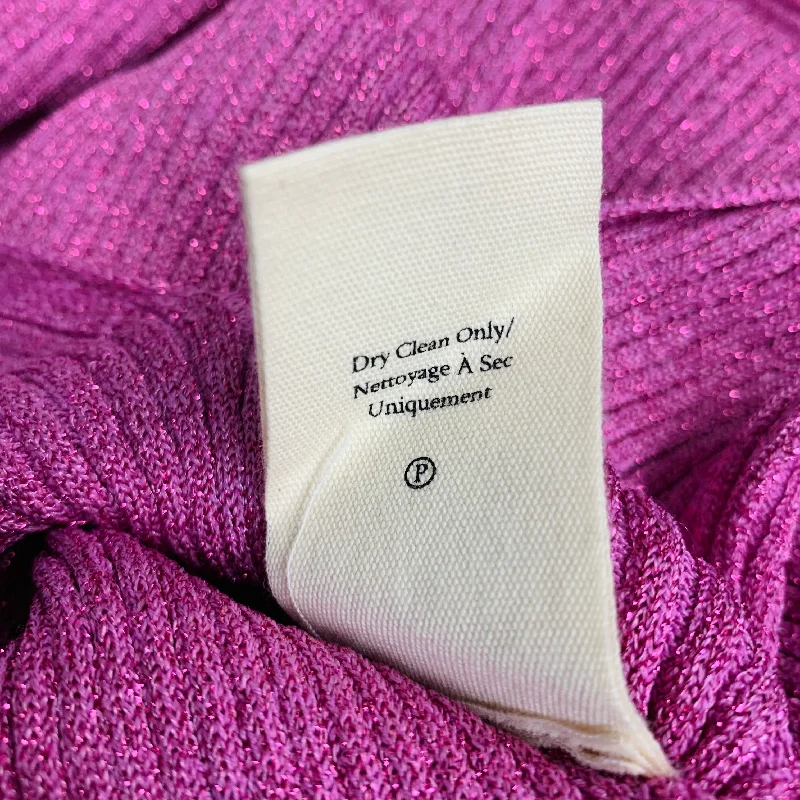 Dry Clean Only/
Nettoyage À Sec
Uniquement
P